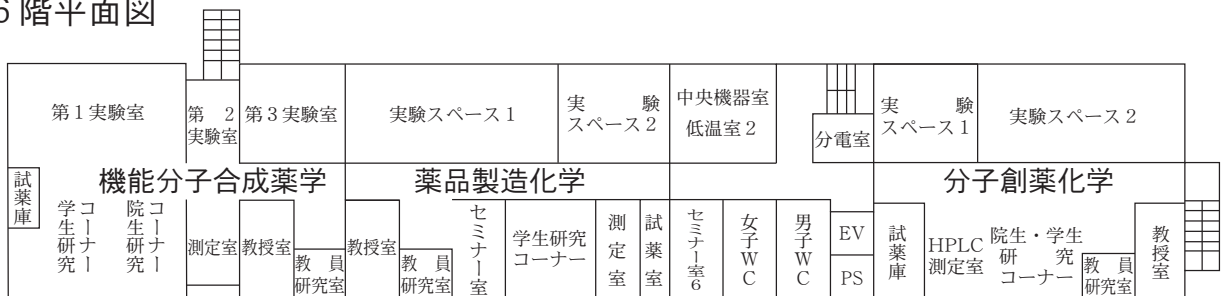 6階平面図
第1実験室
第 2
実験室
第3実験室
実験スペース1
実 験
スペース2
中央機器室
低温室2
分電室
実 験
スペース1
実験スペース2
機能分子合成薬学
薬品製造化学
分子創薬化学
試薬庫
学生研究
コーナー
院生研究
コーナー
測定室
教授室
教 員
研究室
教授室
教 員
研究室
セミナー室
学生研究
コーナー
測定室
試薬室
セミナー室6
女子WC
男子WC
EV
PS
試薬庫
HPLC
測定室
院生・学生
研 究
コーナー
教 員
研究室
教授室